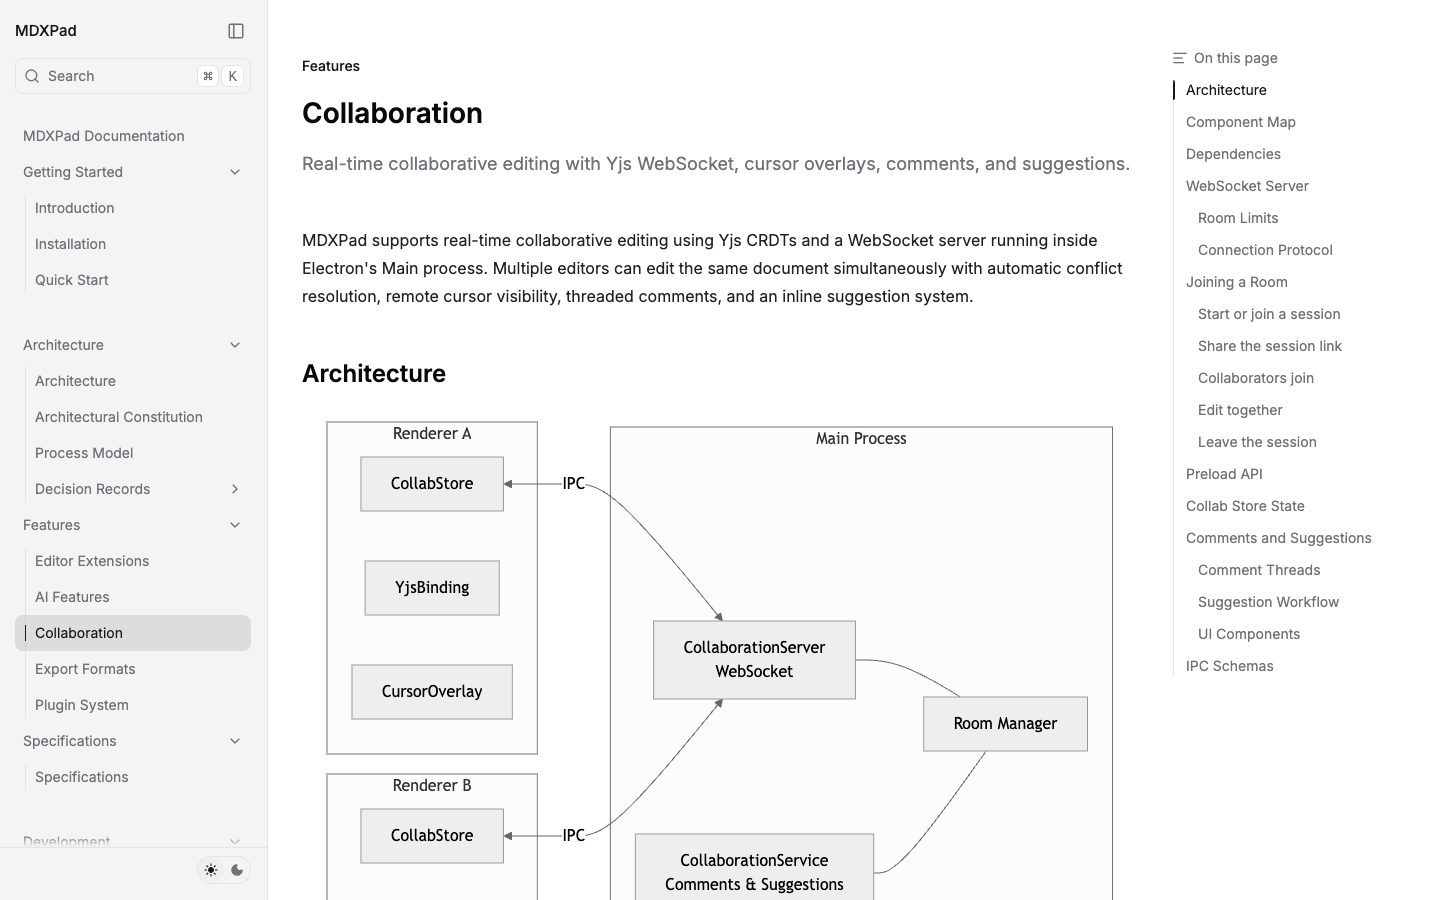 MDXPad
Search
⌘ K
MDXPad Documentation
Getting Started
Introduction
Installation
Quick Start
Architecture
Architecture
Architectural Constitution
Process Model
Decision Records
Features
Editor Extensions
AI Features
Collaboration
Export Formats
Plugin System
Specifications
Specifications
Development
Features
Collaboration
Real-time collaborative editing with Yjs WebSocket, cursor overlays, comments, and suggestions.
MDXPad supports real-time collaborative editing using Yjs CRDTs and a WebSocket server running inside
Electron's Main process. Multiple editors can edit the same document simultaneously with automatic conflict
resolution, remote cursor visibility, threaded comments, and an inline suggestion system.
Architecture
Renderer A
CollabStore
YjsBinding
CursorOverlay
IPC
Main Process
CollaborationServer
WebSocket
Room Manager
Renderer B
CollabStore
IPC
CollaborationService
Comments & Suggestions
On this page
Architecture
Component Map
Dependencies
WebSocket Server
Room Limits
Connection Protocol
Joining a Room
Start or join a session
Share the session link
Collaborators join
Edit together
Leave the session
Preload API
Collab Store State
Comments and Suggestions
Comment Threads
Suggestion Workflow
UI Components
IPC Schemas